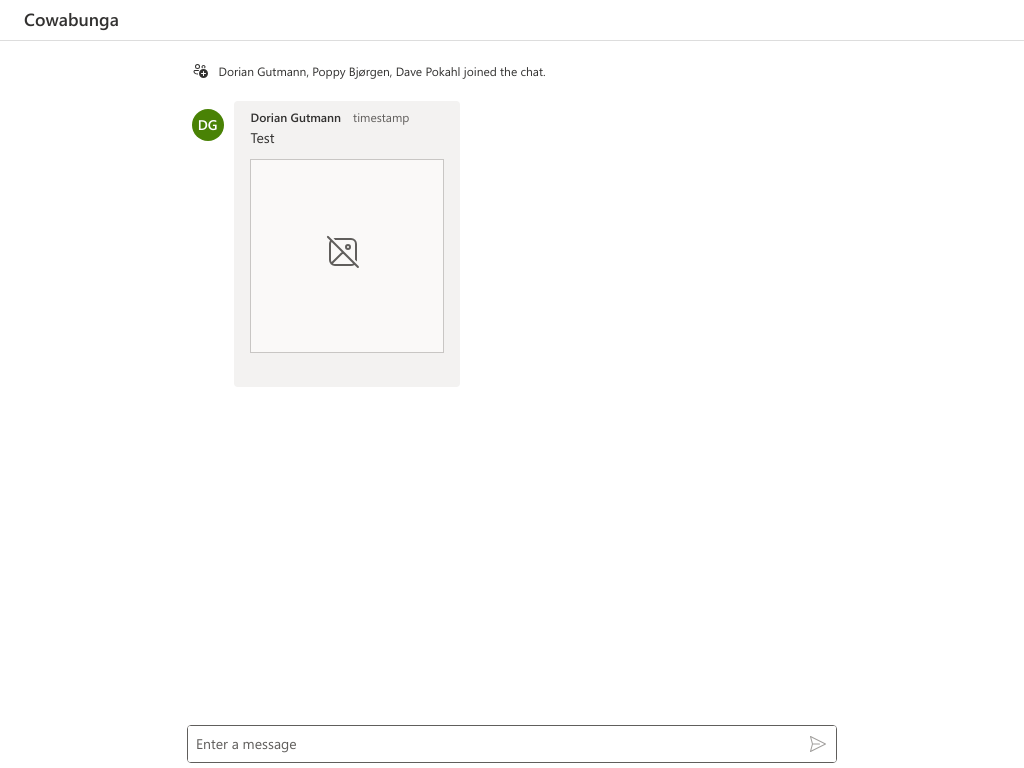 Cowabunga
Dorian Gutmann, Poppy Bjørgen, Dave Pokahl joined the chat.
DG
Dorian Gutmann timestamp
Test
Enter a message